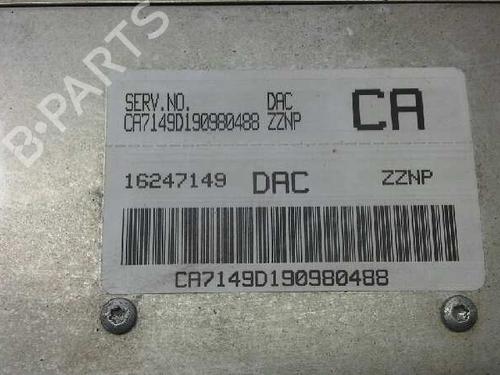 B-PARTS
SERV.NO. DAC CA
CA7149D190980488 ZZNP
16247149 DAC ZZNP
CA7149D190980488